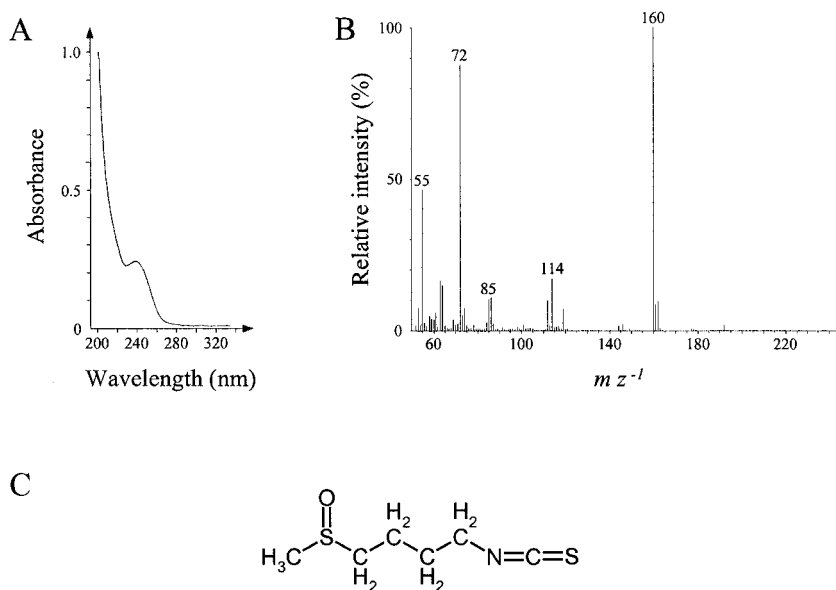 A
1.0
0.5
0
Absorbance
200 240 280 320
Wavelength (nm)
B
100
50
0
Relative intensity (%)
55
72
85
114
160
60 100 140 180 220
m z⁻¹
C
O
S
H₃C
C
H₂
C
H₂
C
H₂
C
H₂
N=C=S